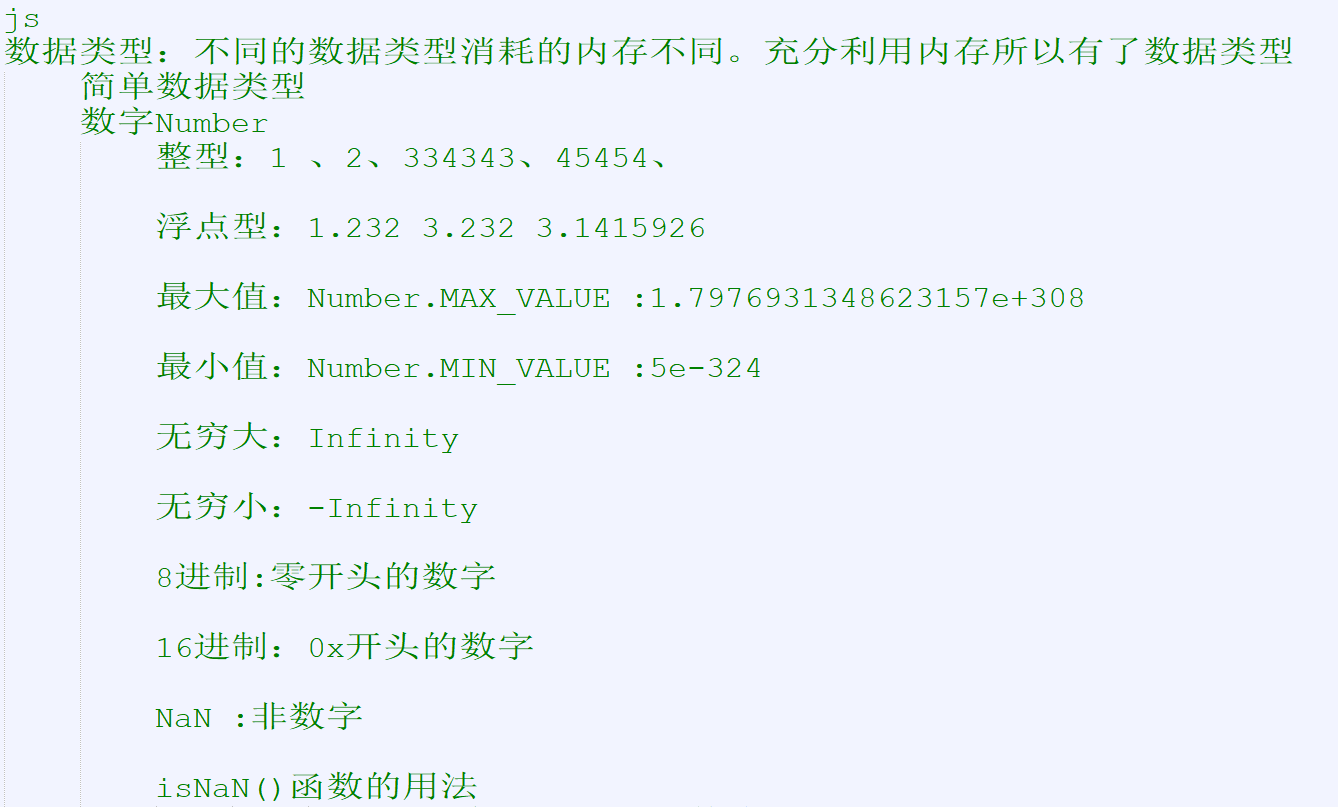 js
数据类型：不同的数据类型消耗的内存不同。充分利用内存所以有了数据类型
简单数据类型
数字Number
整型：1 、2、334343、45454、
浮点型：1.232 3.232 3.1415926
最大值：Number.MAX_VALUE :1.7976931348623157e+308
最小值：Number.MIN_VALUE :5e-324
无穷大：Infinity
无穷小：-Infinity
8进制:零开头的数字
16进制：0x开头的数字
NaN :非数字
isNaN()函数的用法